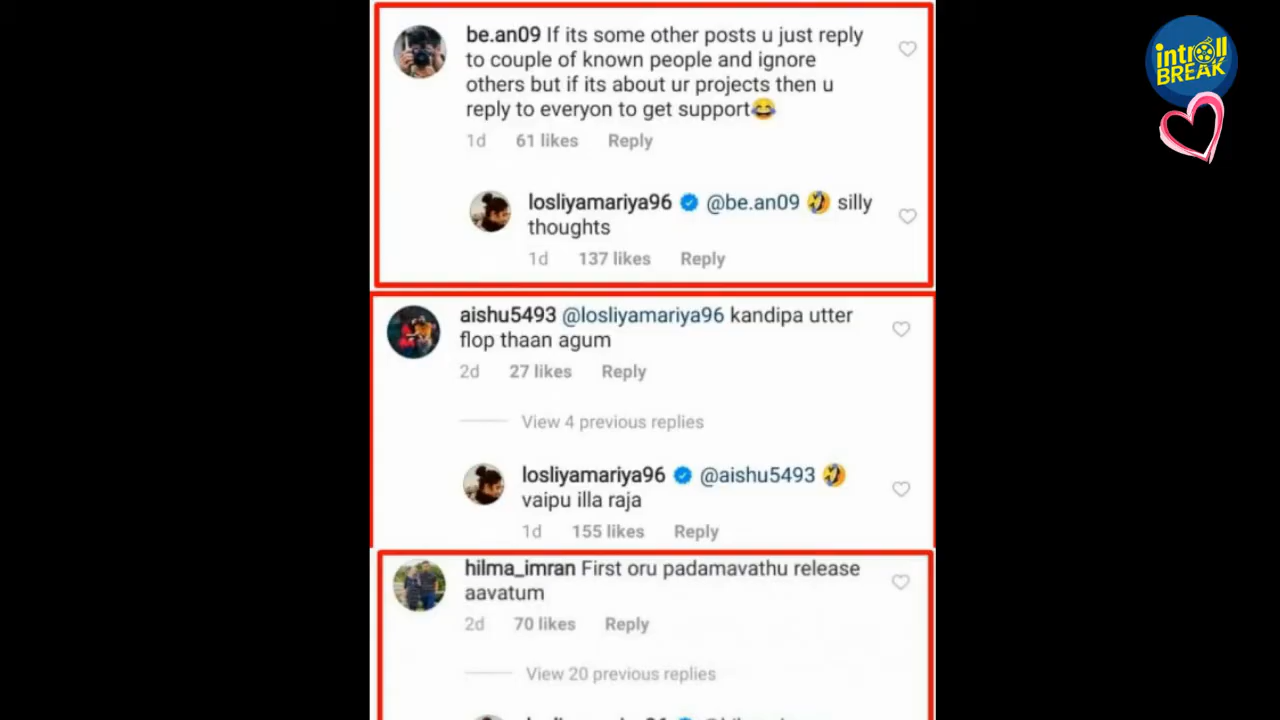 introll
BREAK
be.an09 If its some other posts u just reply
to couple of known people and ignore
others but if its about ur projects then u
reply to everyon to get support😂
1d 61 likes Reply
losliyamariya96 @be.an09 🤣 silly
thoughts
1d 137 likes Reply
aishu5493 @losliyamariya96 kandipa utter
flop thaan agum
2d 27 likes Reply
View 4 previous replies
losliyamariya96 @aishu5493 🤣
vaipu illa raja
1d 155 likes Reply
hilma_imran First oru padamavathu release
aavatum
2d 70 likes Reply
View 20 previous replies